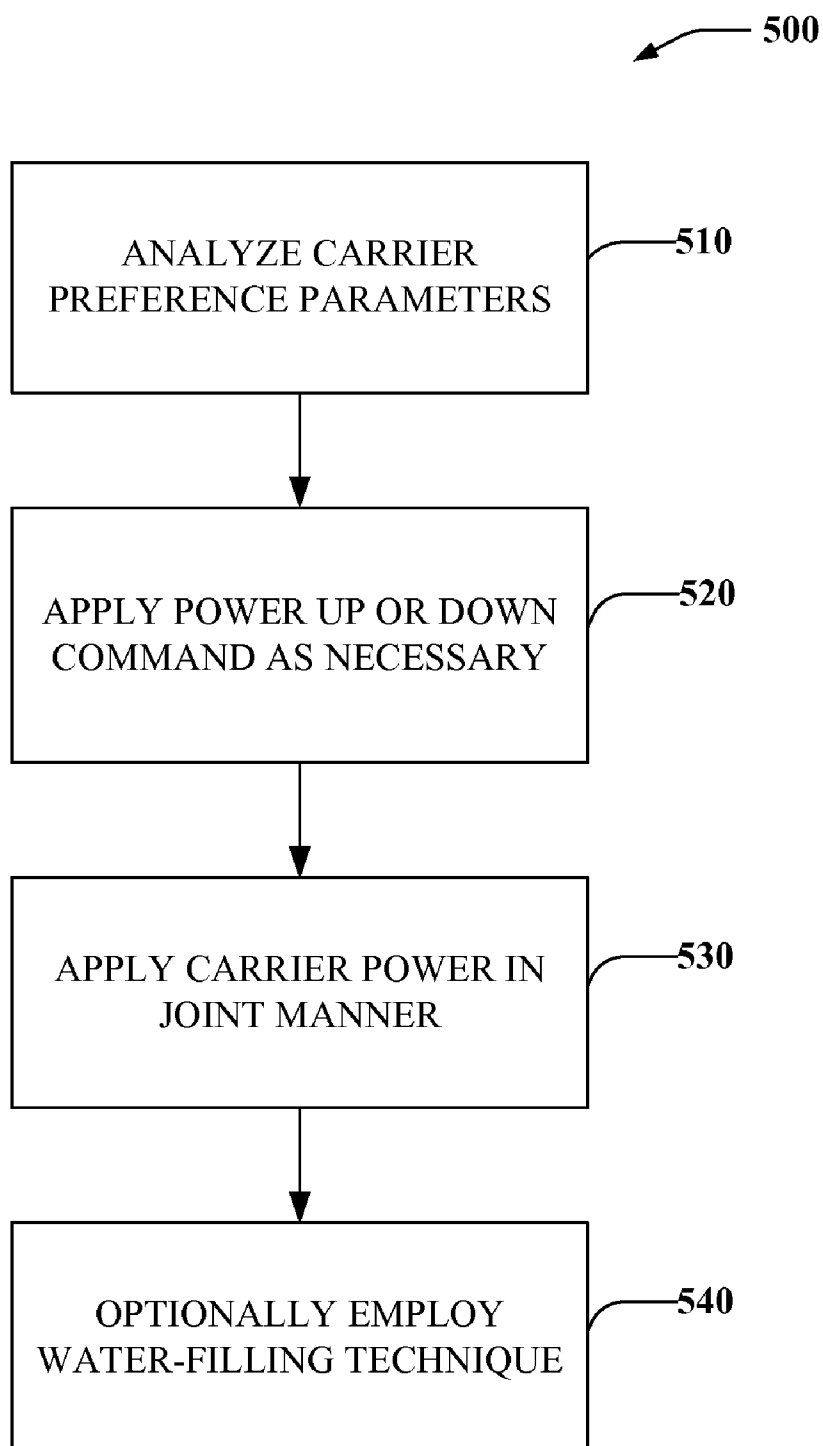 500
ANALYZE CARRIER
PREFERENCE PARAMETERS
510
APPLY POWER UP OR DOWN
COMMAND AS NECESSARY
520
APPLY CARRIER POWER IN
JOINT MANNER
530
OPTIONALLY EMPLOY
WATER-FILLING TECHNIQUE
540